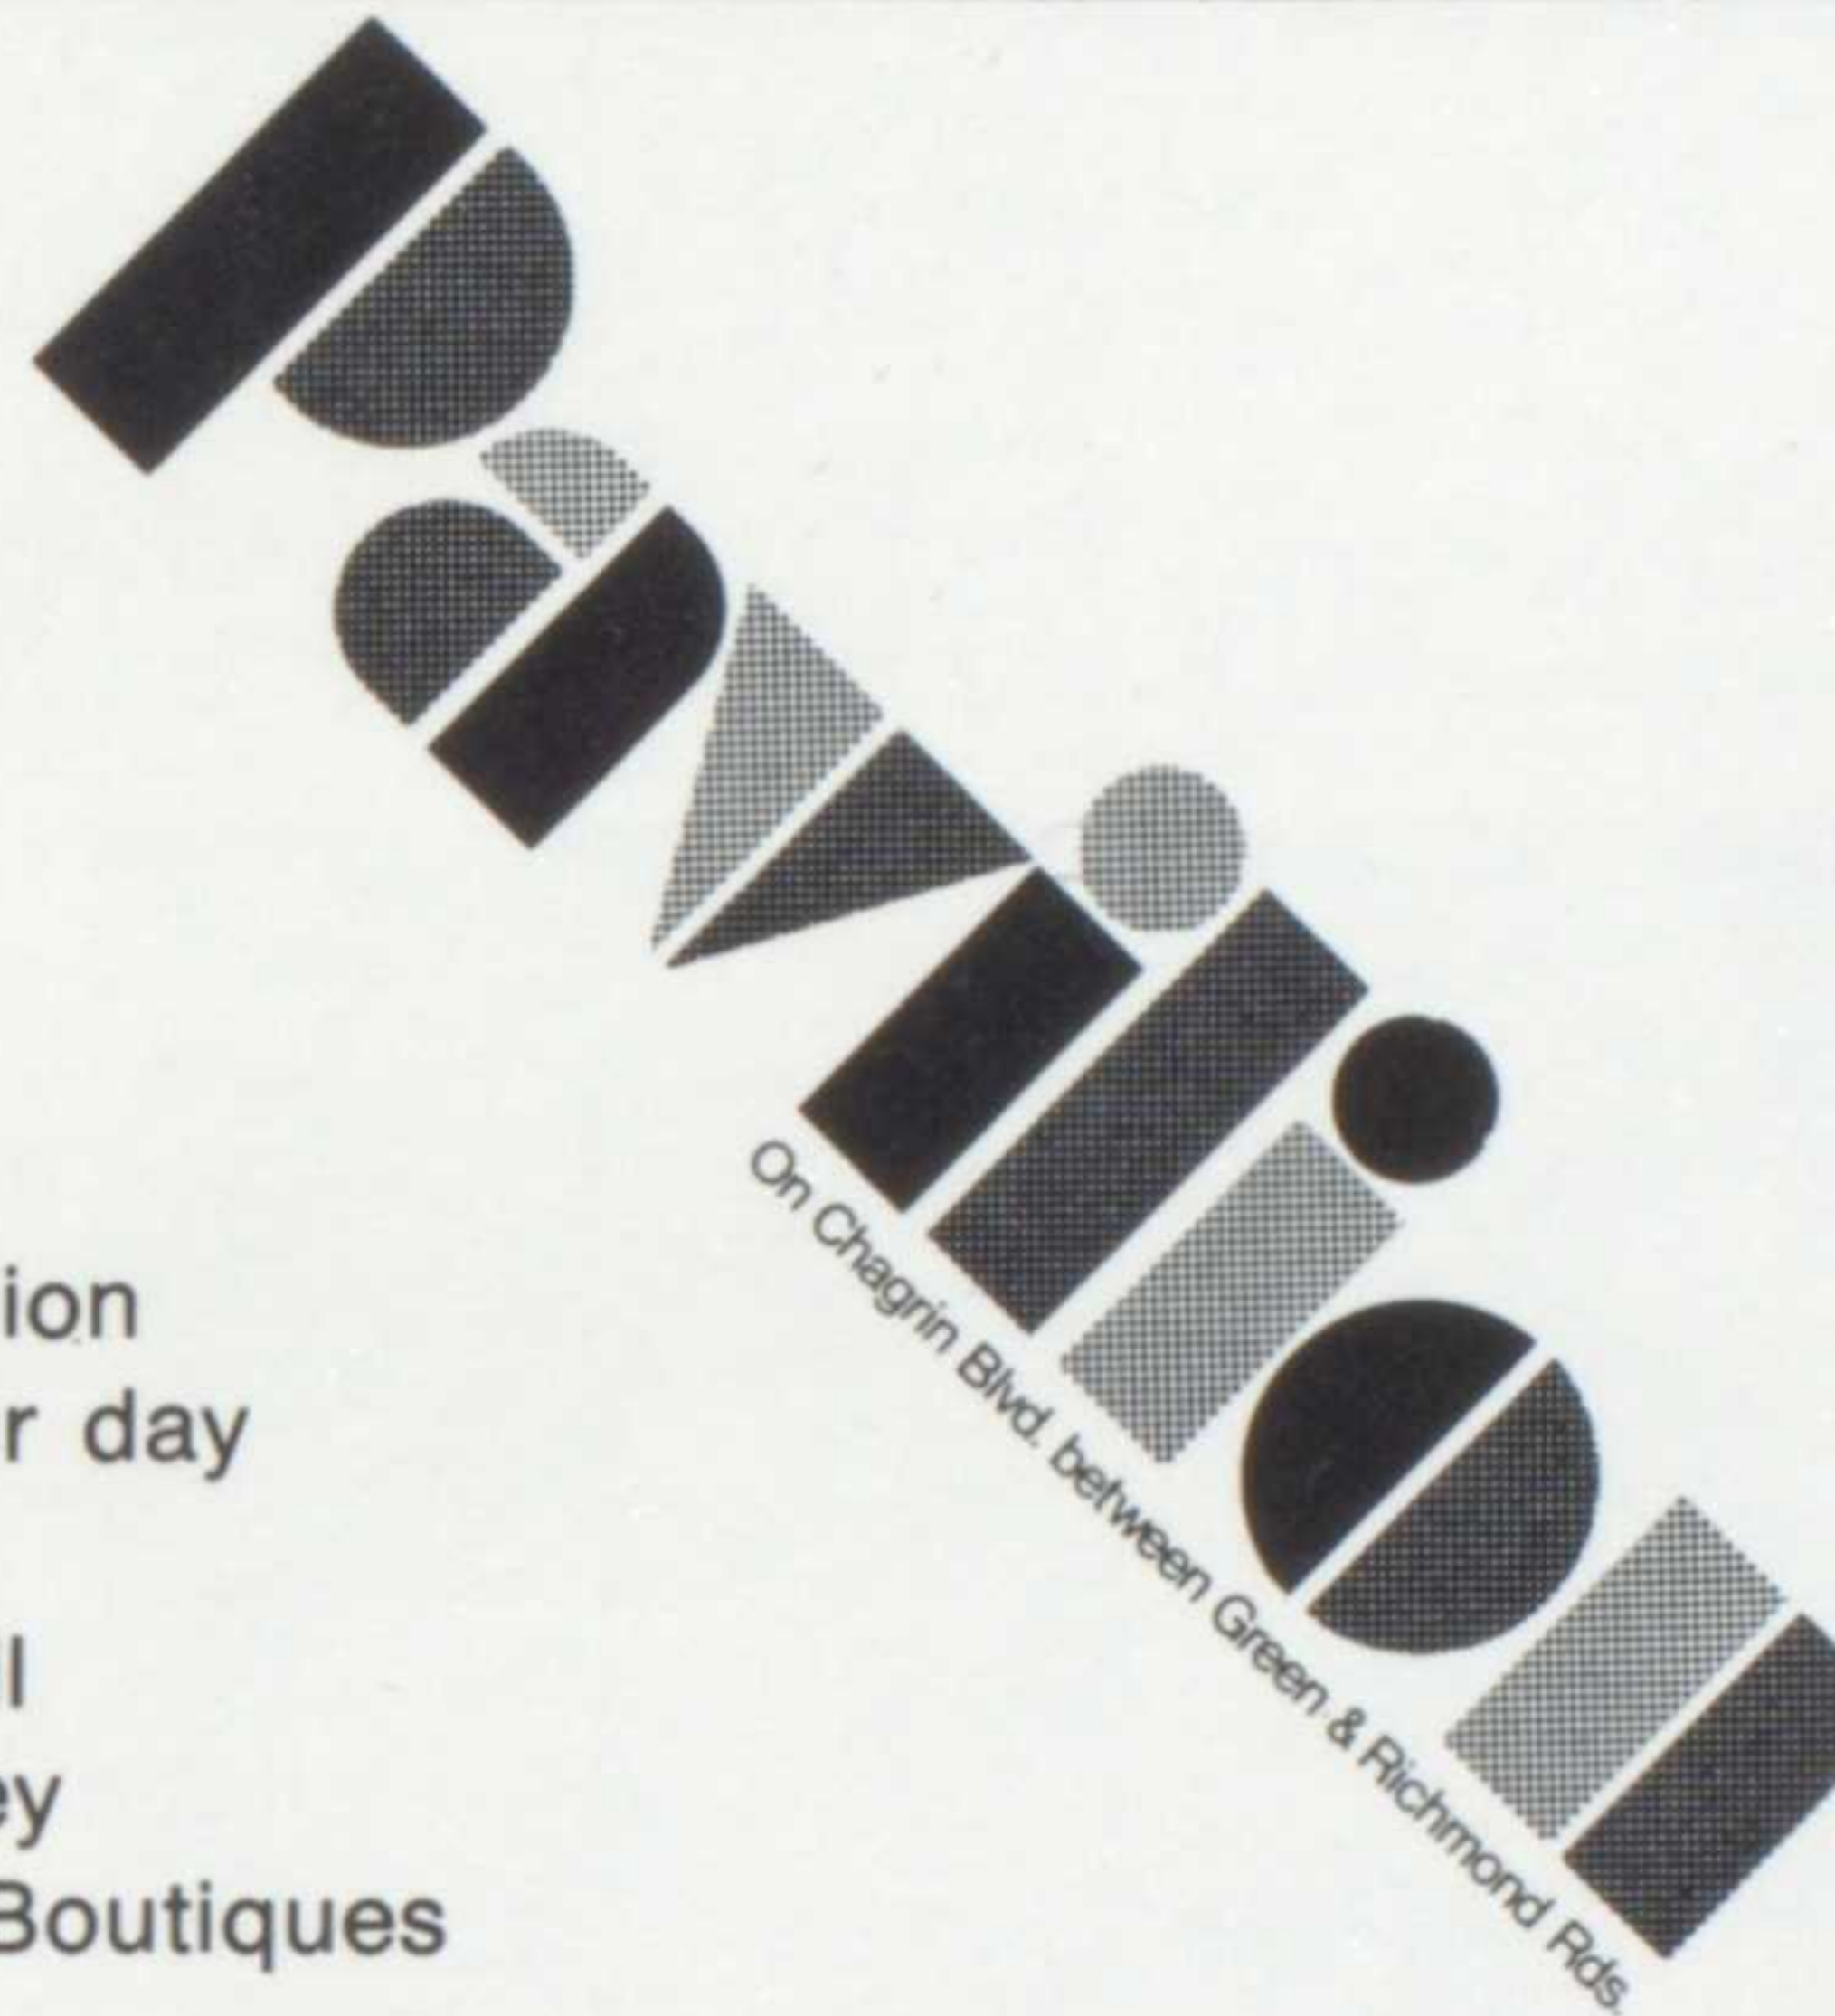 Pavilion
On Chagrin Blvd. between Green & Richmond Rds.
ion
r day
l
ey
Boutiques